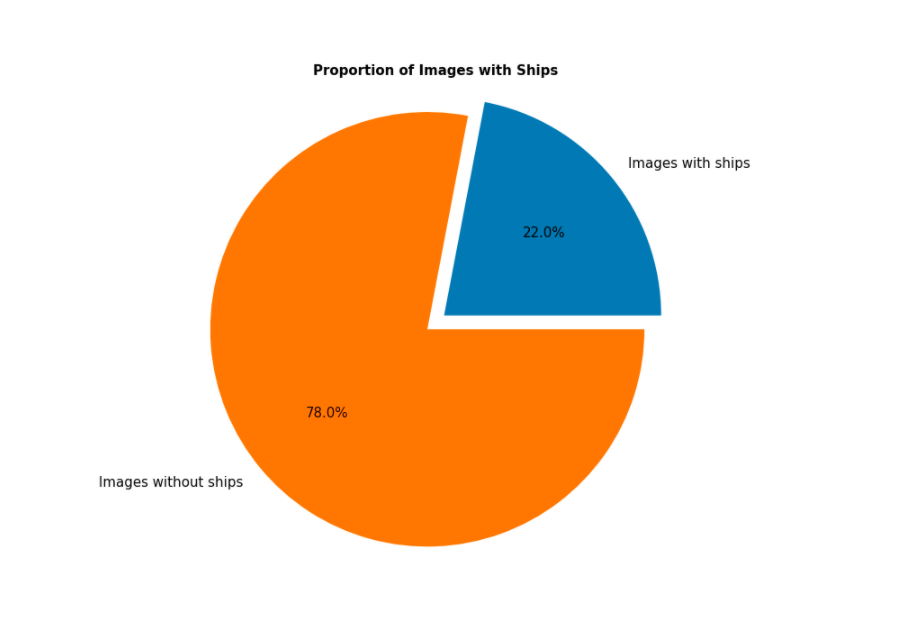 Proportion of Images with Ships
Images with ships
22.0%
78.0%
Images without ships